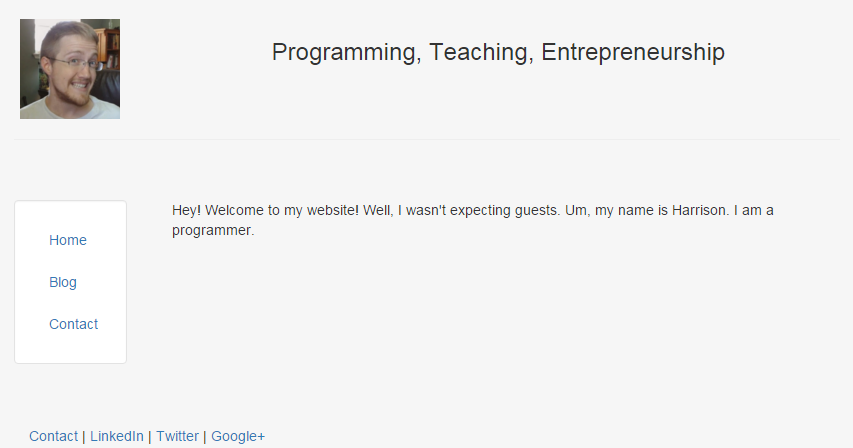 Programming, Teaching, Entrepreneurship
Hey! Welcome to my website! Well, I wasn't expecting guests. Um, my name is Harrison. I am a
programmer.
Home
Blog
Contact
Contact | LinkedIn | Twitter | Google+